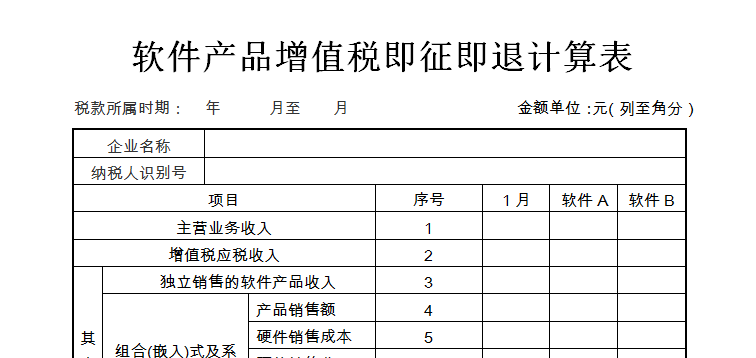 软件产品增值税即征即退计算表
税款所属时期： 年 月至 月 金额单位：元(列至角分)
企业名称
纳税人识别号
项目 序号 1月 软件A 软件B
主营业务收入 1
增值税应税收入 2
独立销售的软件产品收入 3
产品销售额 4
其 硬件销售成本 5
组合(嵌入)式及系